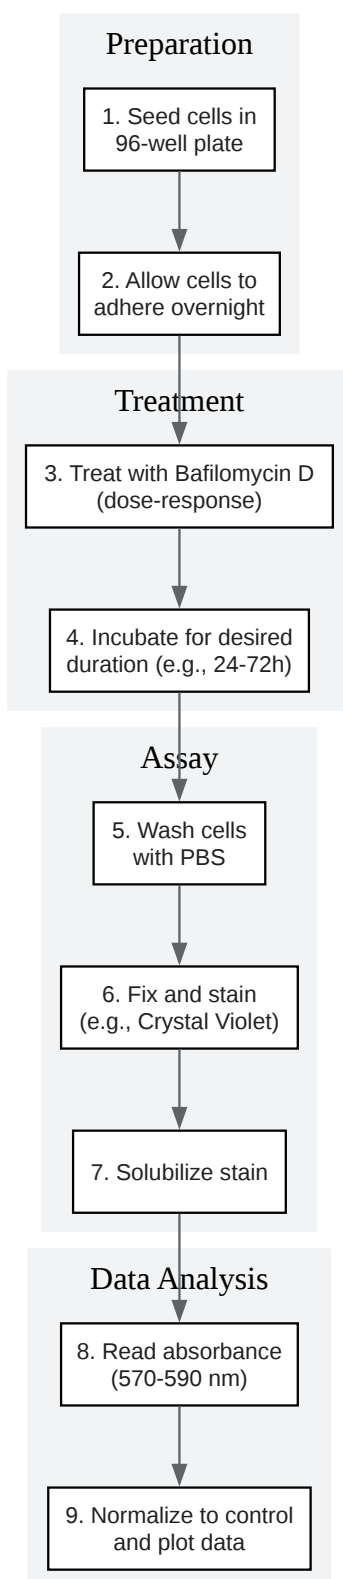 Preparation
1. Seed cells in
96-well plate
2. Allow cells to
adhere overnight
Treatment
3. Treat with Bafilomycin D
(dose-response)
4. Incubate for desired
duration (e.g., 24-72h)
Assay
5. Wash cells
with PBS
6. Fix and stain
(e.g., Crystal Violet)
7. Solubilize stain
Data Analysis
8. Read absorbance
(570-590 nm)
9. Normalize to control
and plot data